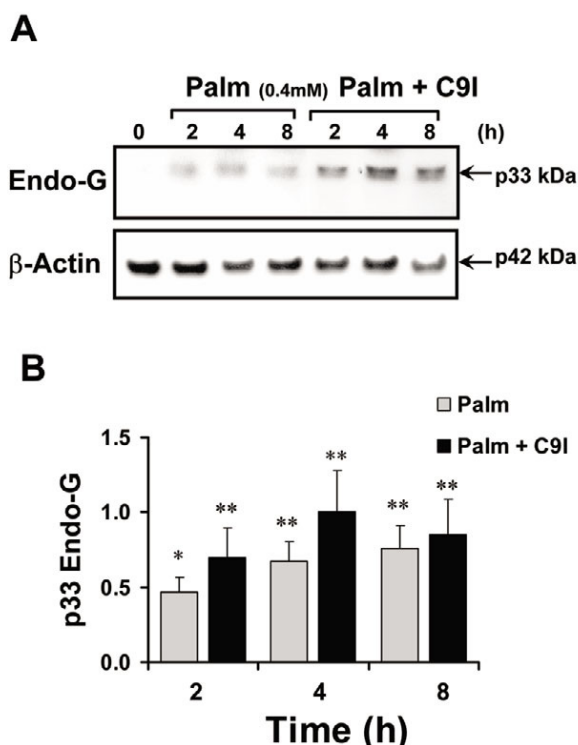 A
Palm (0.4mM) Palm + C9I
0 2 4 8 2 4 8 (h)
Endo-G p33 kDa
β-Actin p42 kDa
B
Palm
Palm + C9I
p33 Endo-G
1.5
1.0
0.5
0.0
* ** ** ** ** **
2 4 8
Time (h)